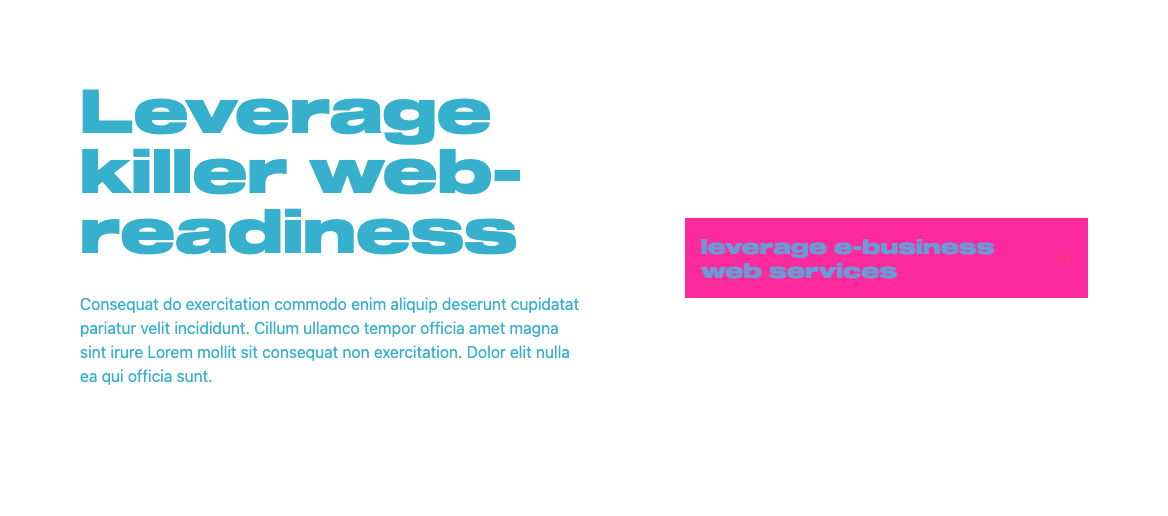 Leverage
killer web-
readiness
Consequat do exercitation commodo enim aliquip deserunt cupidatat
pariatur velit incididunt. Cillum ullamco tempor officia amet magna
sint irure Lorem mollit sit consequat non exercitation. Dolor elit nulla
ea qui officia sunt.
leverage e-business
web services